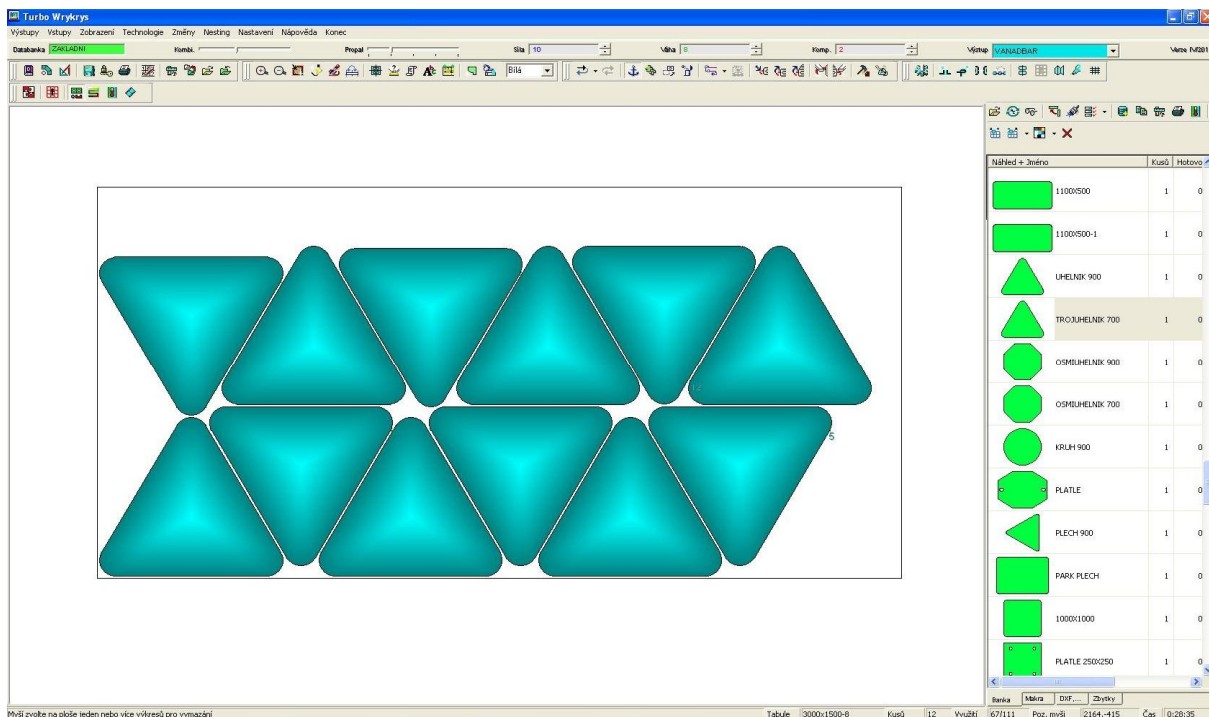 Turbo Wrykrys
Výstupy Vstupy Zobrazení Technologie Změny Nesting Nastavení Nápověda Konec
Databanka ZAKLADNI Kombi. Propal Síla 10 Váha 8 Komp. 2 Výstup VANADBAR
Bílá
Náhled + Jméno Kusů Hotovo
1100X500 1 0
1100X500-1 1 0
UHELNIK 900 1 0
TROJUHELNIK 700 1 0
OSMIUHELNIK 900 1 0
OSMIUHELNIK 700 1 0
KRUH 900 1 0
PLATLE 1 0
PLECH 900 1 0
PARK PLECH 1 0
1000X1000 1 0
PLATLE 250X250 1 0
12
5
Banka Makra DXF,... Zbytky
Myší zvolte na ploše jeden nebo více výkresů pro vymazání Tabule 3000x1500-8 Kusů 12 Využití 67/111 Poz. myši 2164,-415 Čas 0:28:35